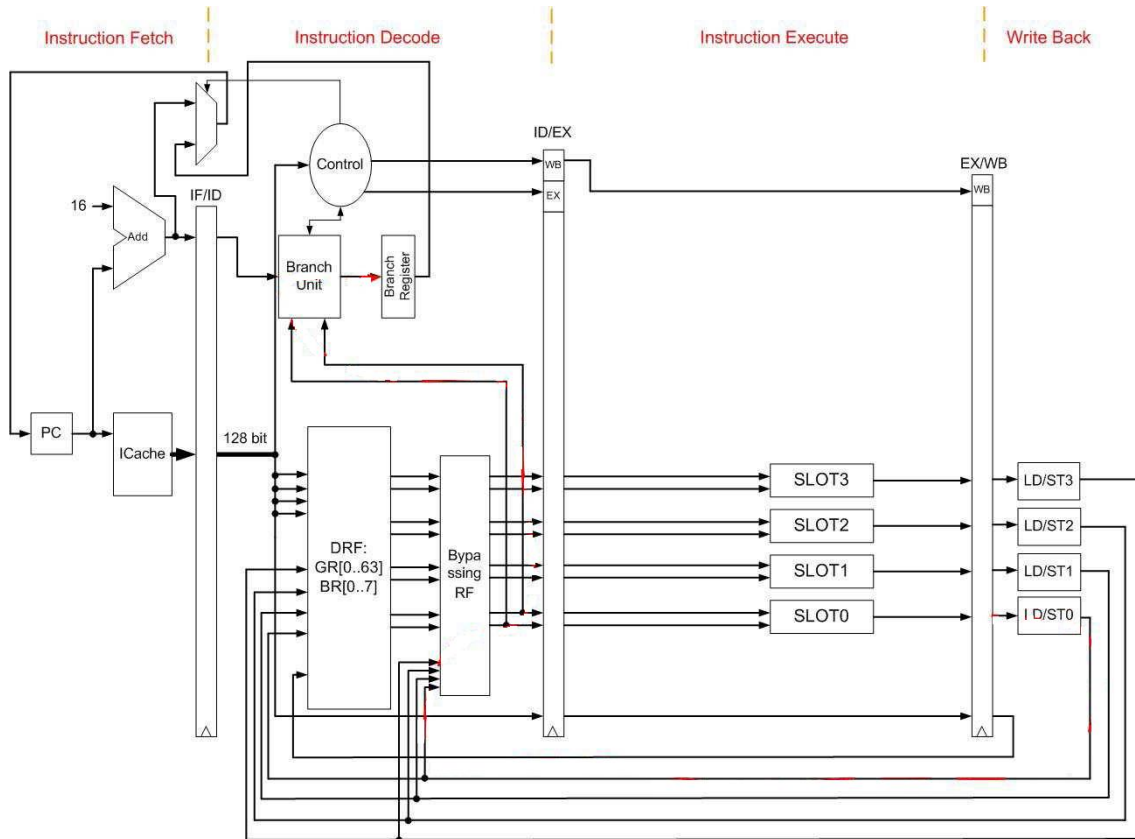 Instruction Fetch
Instruction Decode
Instruction Execute
Write Back
ID/EX
EX/WB
IF/ID
Control
WB
EX
WB
16
Add
Branch
Unit
Branch
Register
PC
ICache
128 bit
DRF:
GR[0..63]
BR[0..7]
Bypa
ssing
RF
SLOT3
SLOT2
SLOT1
SLOT0
LD/ST3
LD/ST2
LD/ST1
LD/ST0